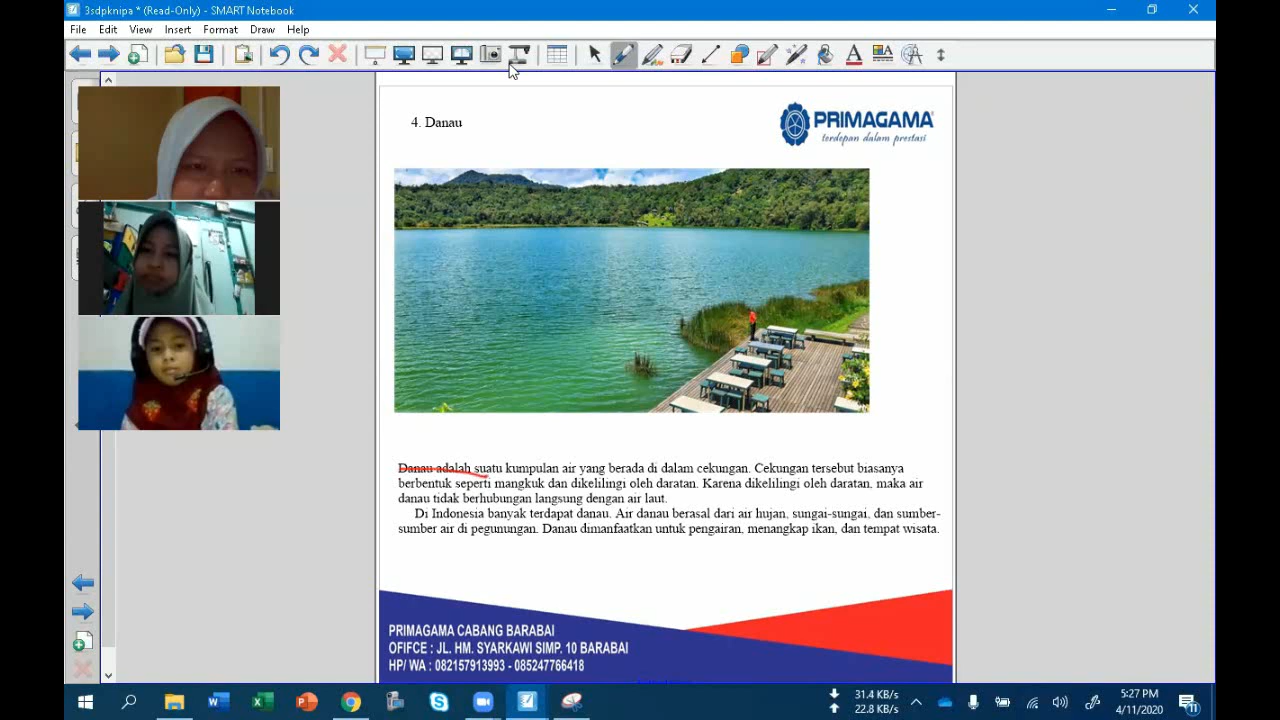 3sdpknipa * (Read-Only) - SMART Notebook
File Edit View Insert Format Draw Help
4. Danau
PRIMAGAMA
terdepan dalam prestasi
Danau adalah suatu kumpulan air yang berada di dalam cekungan. Cekungan tersebut biasanya
berbentuk seperti mangkuk dan dikelilingi oleh daratan. Karena dikelilingi oleh daratan, maka air
danau tidak berhubungan langsung dengan air laut.
Di Indonesia banyak terdapat danau. Air danau berasal dari air hujan, sungai-sungai, dan sumber-
sumber air di pegunungan. Danau dimanfaatkan untuk pengairan, menangkap ikan, dan tempat wisata.
PRIMAGAMA CABANG BARABAI
OFIFCE : JL. HM. SYARKAWI SIMP. 10 BARABAI
HP/ WA : 082157913993 - 085247766418
31.4 KB/s
22.8 KB/s
5:27 PM
4/11/2020
11